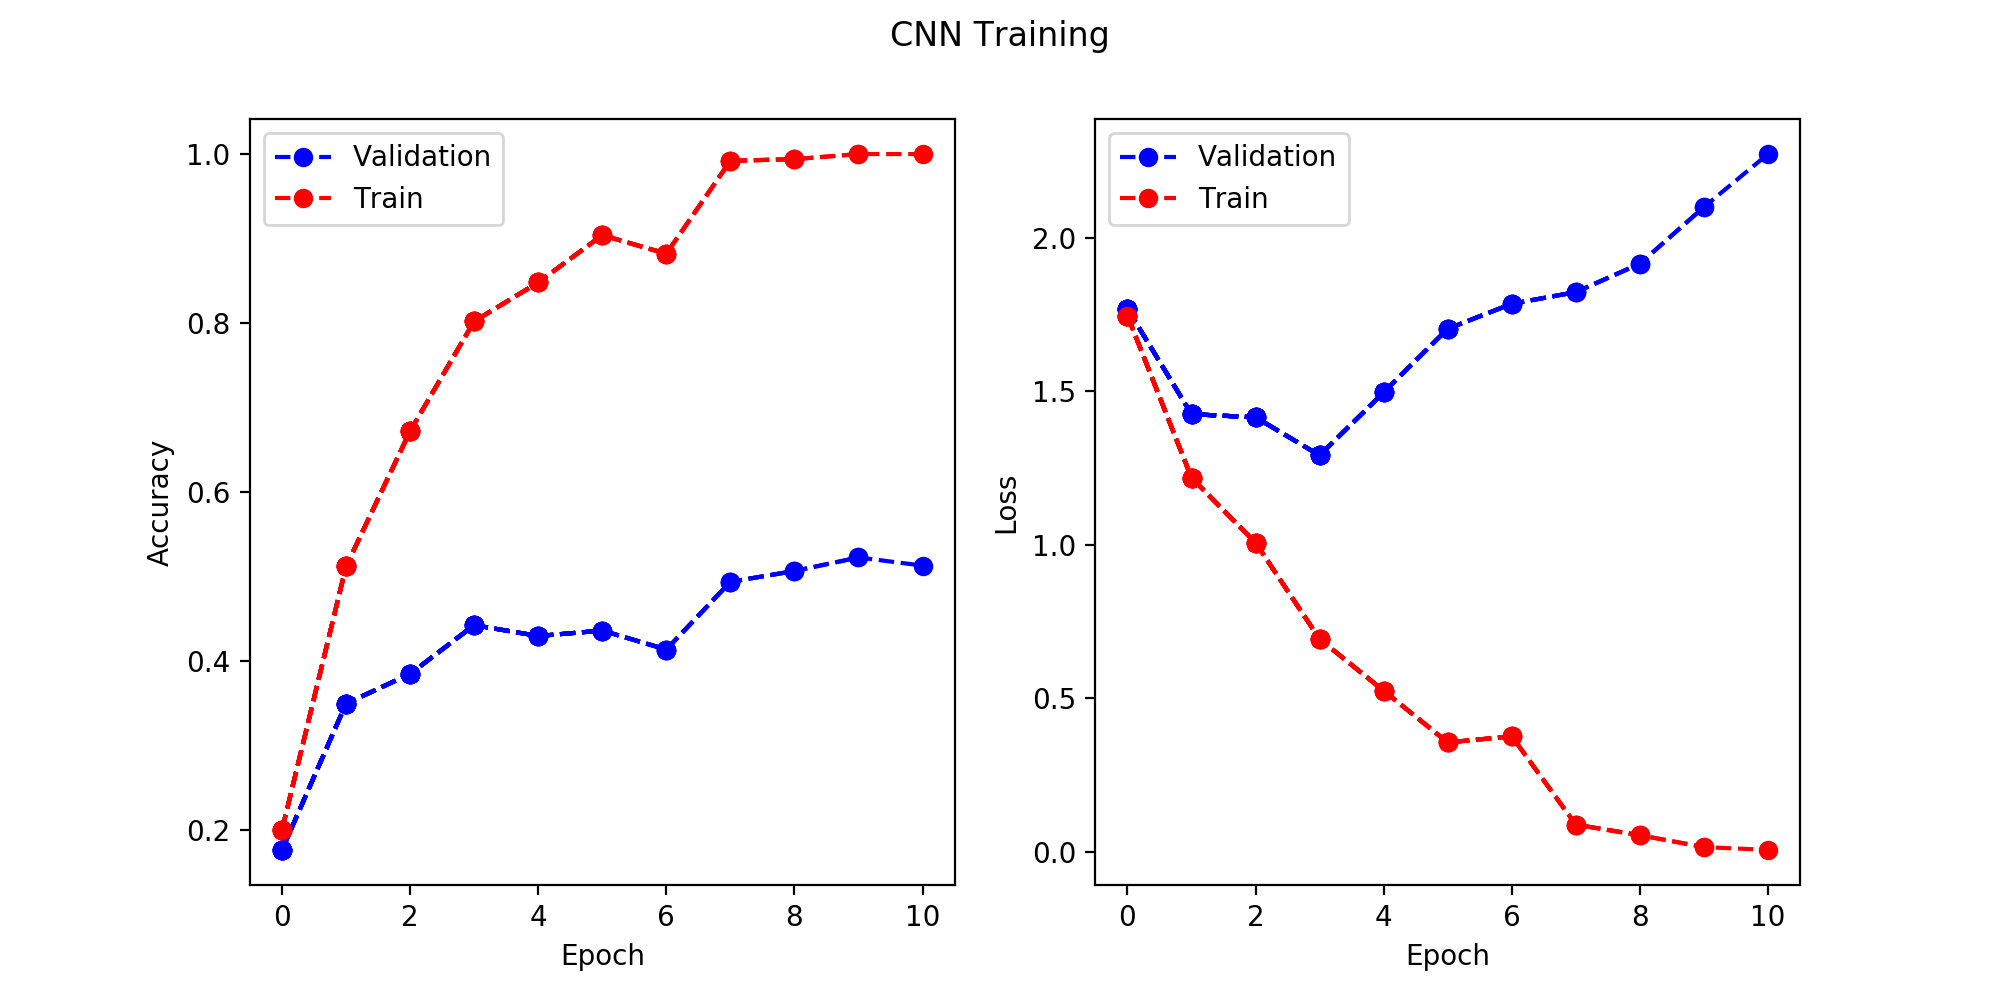 CNN Training
Validation
Train
1.0
0.8
0.6
0.4
0.2
Accuracy
0 2 4 6 8 10
Epoch
Validation
Train
2.0
1.5
1.0
0.5
0.0
Loss
0 2 4 6 8 10
Epoch